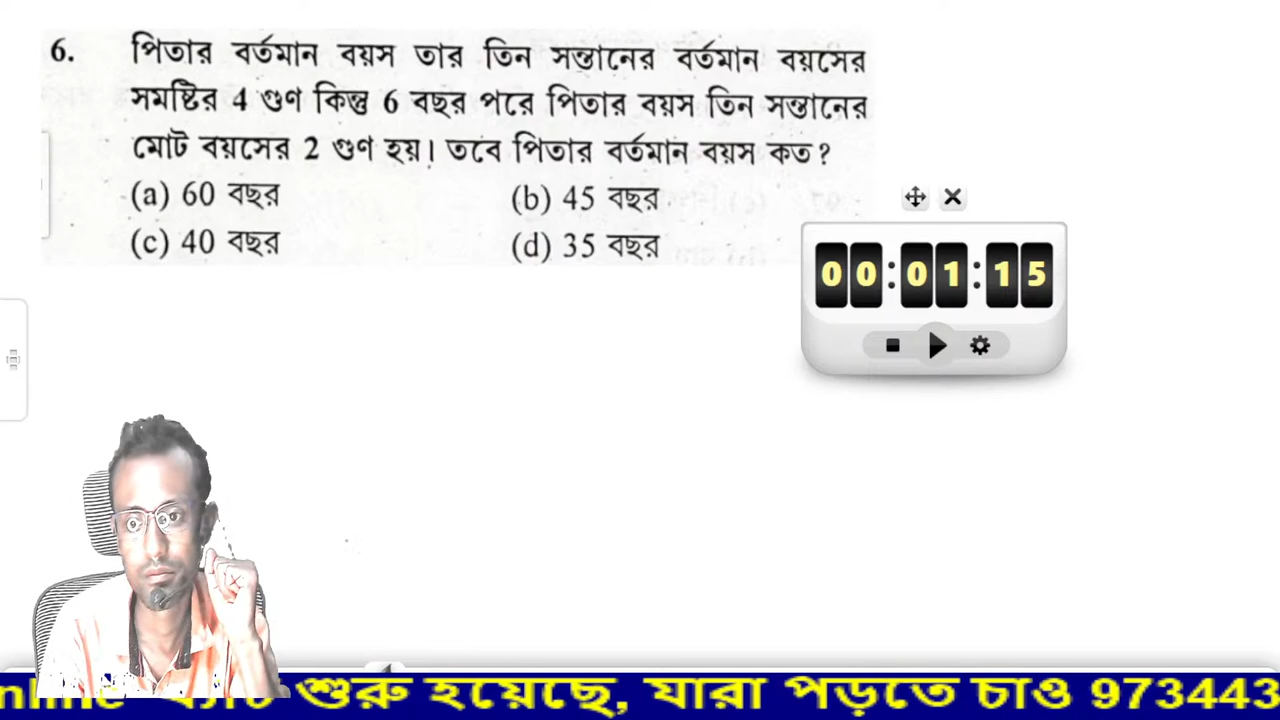 6. পিতার বর্তমান বয়স তার তিন সন্তানের বর্তমান বয়সের
সমষ্টির 4 গুণ কিন্তু 6 বছর পরে পিতার বয়স তিন সন্তানের
মোট বয়সের 2 গুণ হয়। তবে পিতার বর্তমান বয়স কত?
(a) 60 বছর (b) 45 বছর
(c) 40 বছর (d) 35 বছর
00:01:15
শুরু হয়েছে, যারা পড়তে চাও 973443